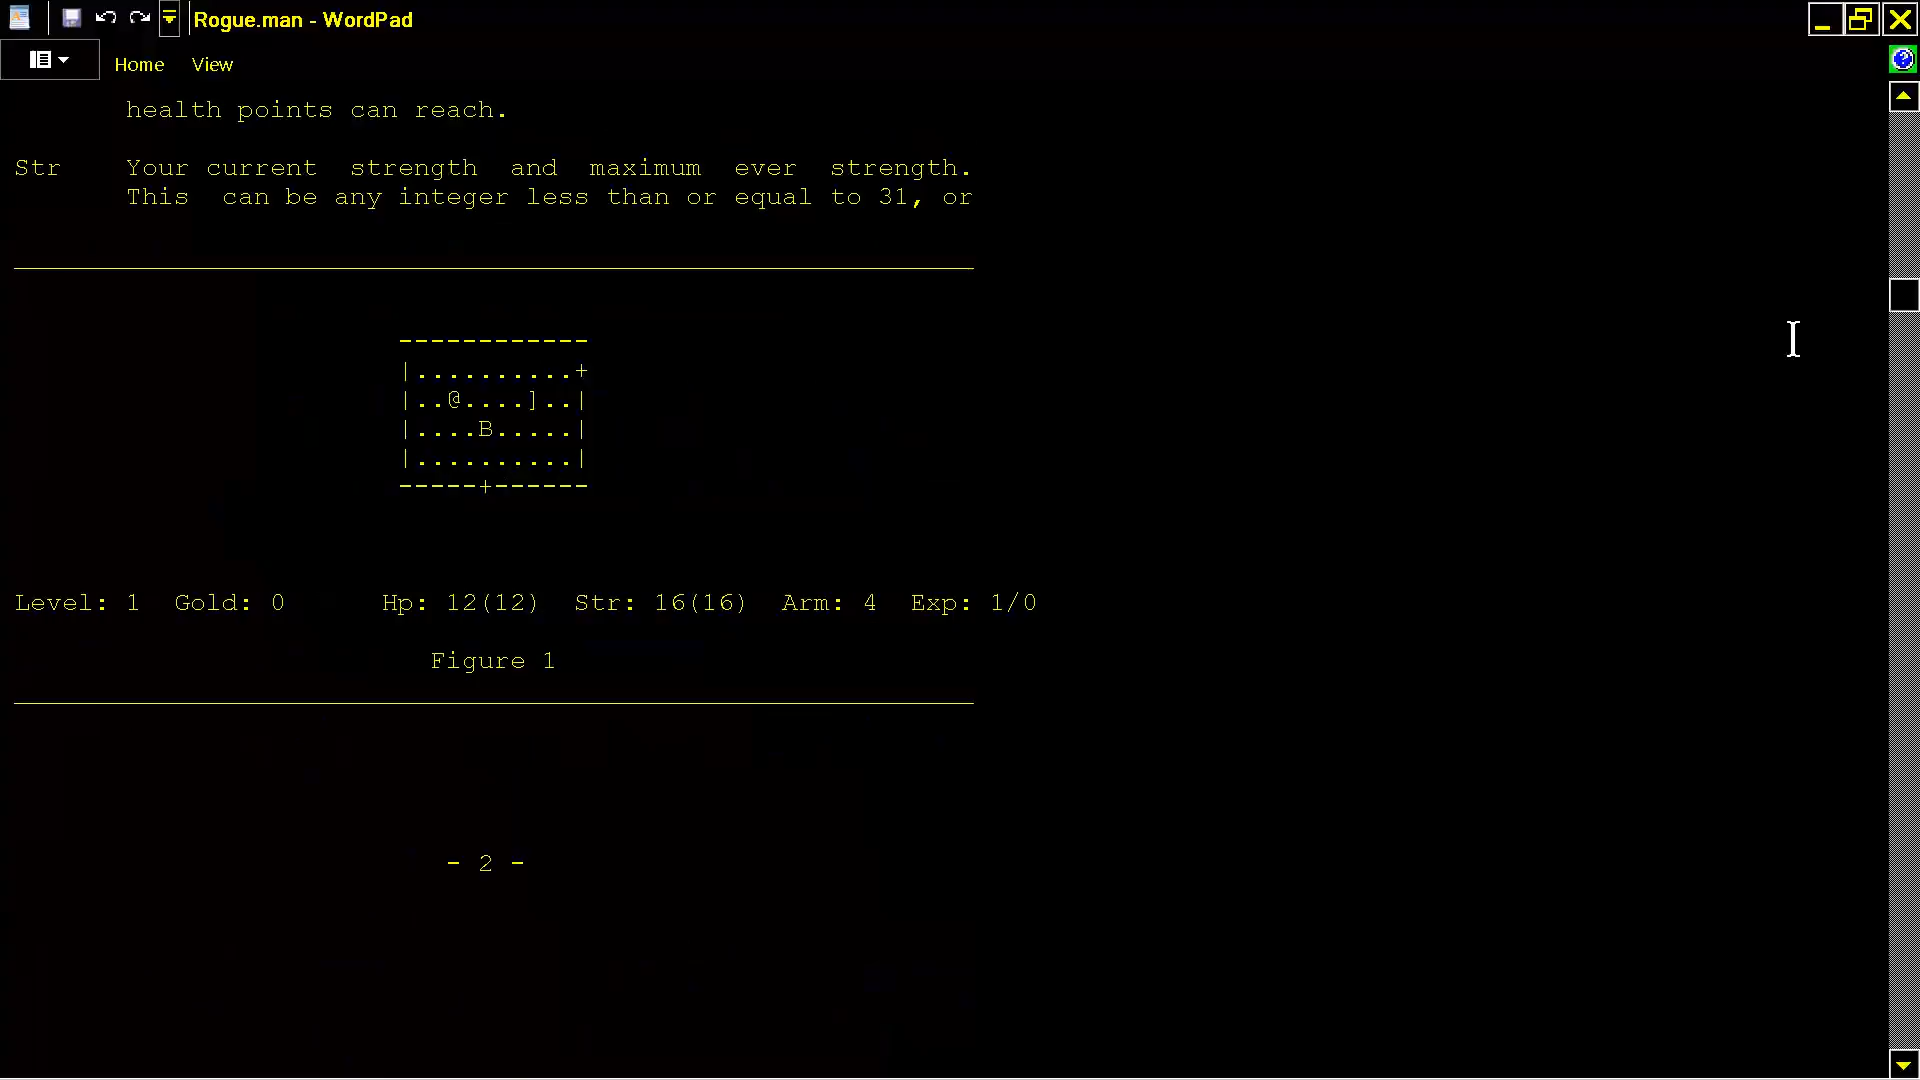 Rogue.man - WordPad
Home View
health points can reach.
Str Your current strength and maximum ever strength.
This can be any integer less than or equal to 31, or
------------
|..........+
|..@....]..|
|....B.....|
|..........|
-----+------
Level: 1 Gold: 0 Hp: 12(12) Str: 16(16) Arm: 4 Exp: 1/0
Figure 1
- 2 -